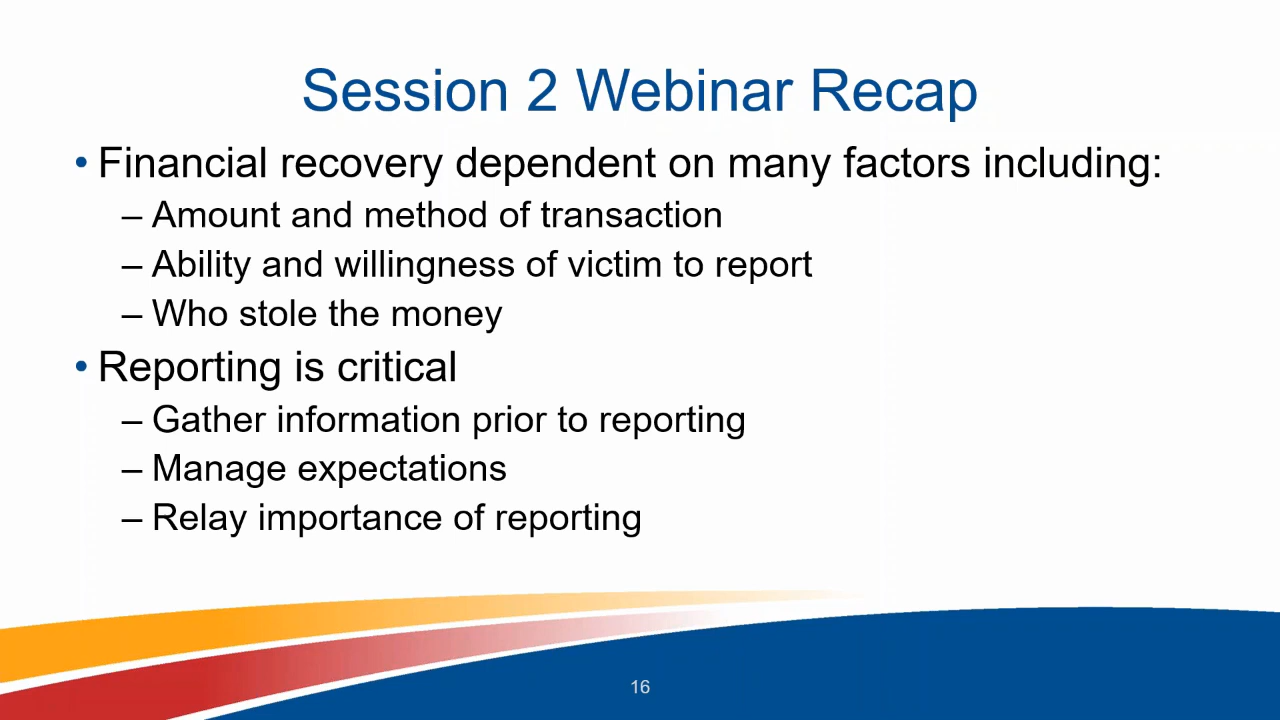 Session 2 Webinar Recap
• Financial recovery dependent on many factors including:
– Amount and method of transaction
– Ability and willingness of victim to report
– Who stole the money
• Reporting is critical
– Gather information prior to reporting
– Manage expectations
– Relay importance of reporting
16